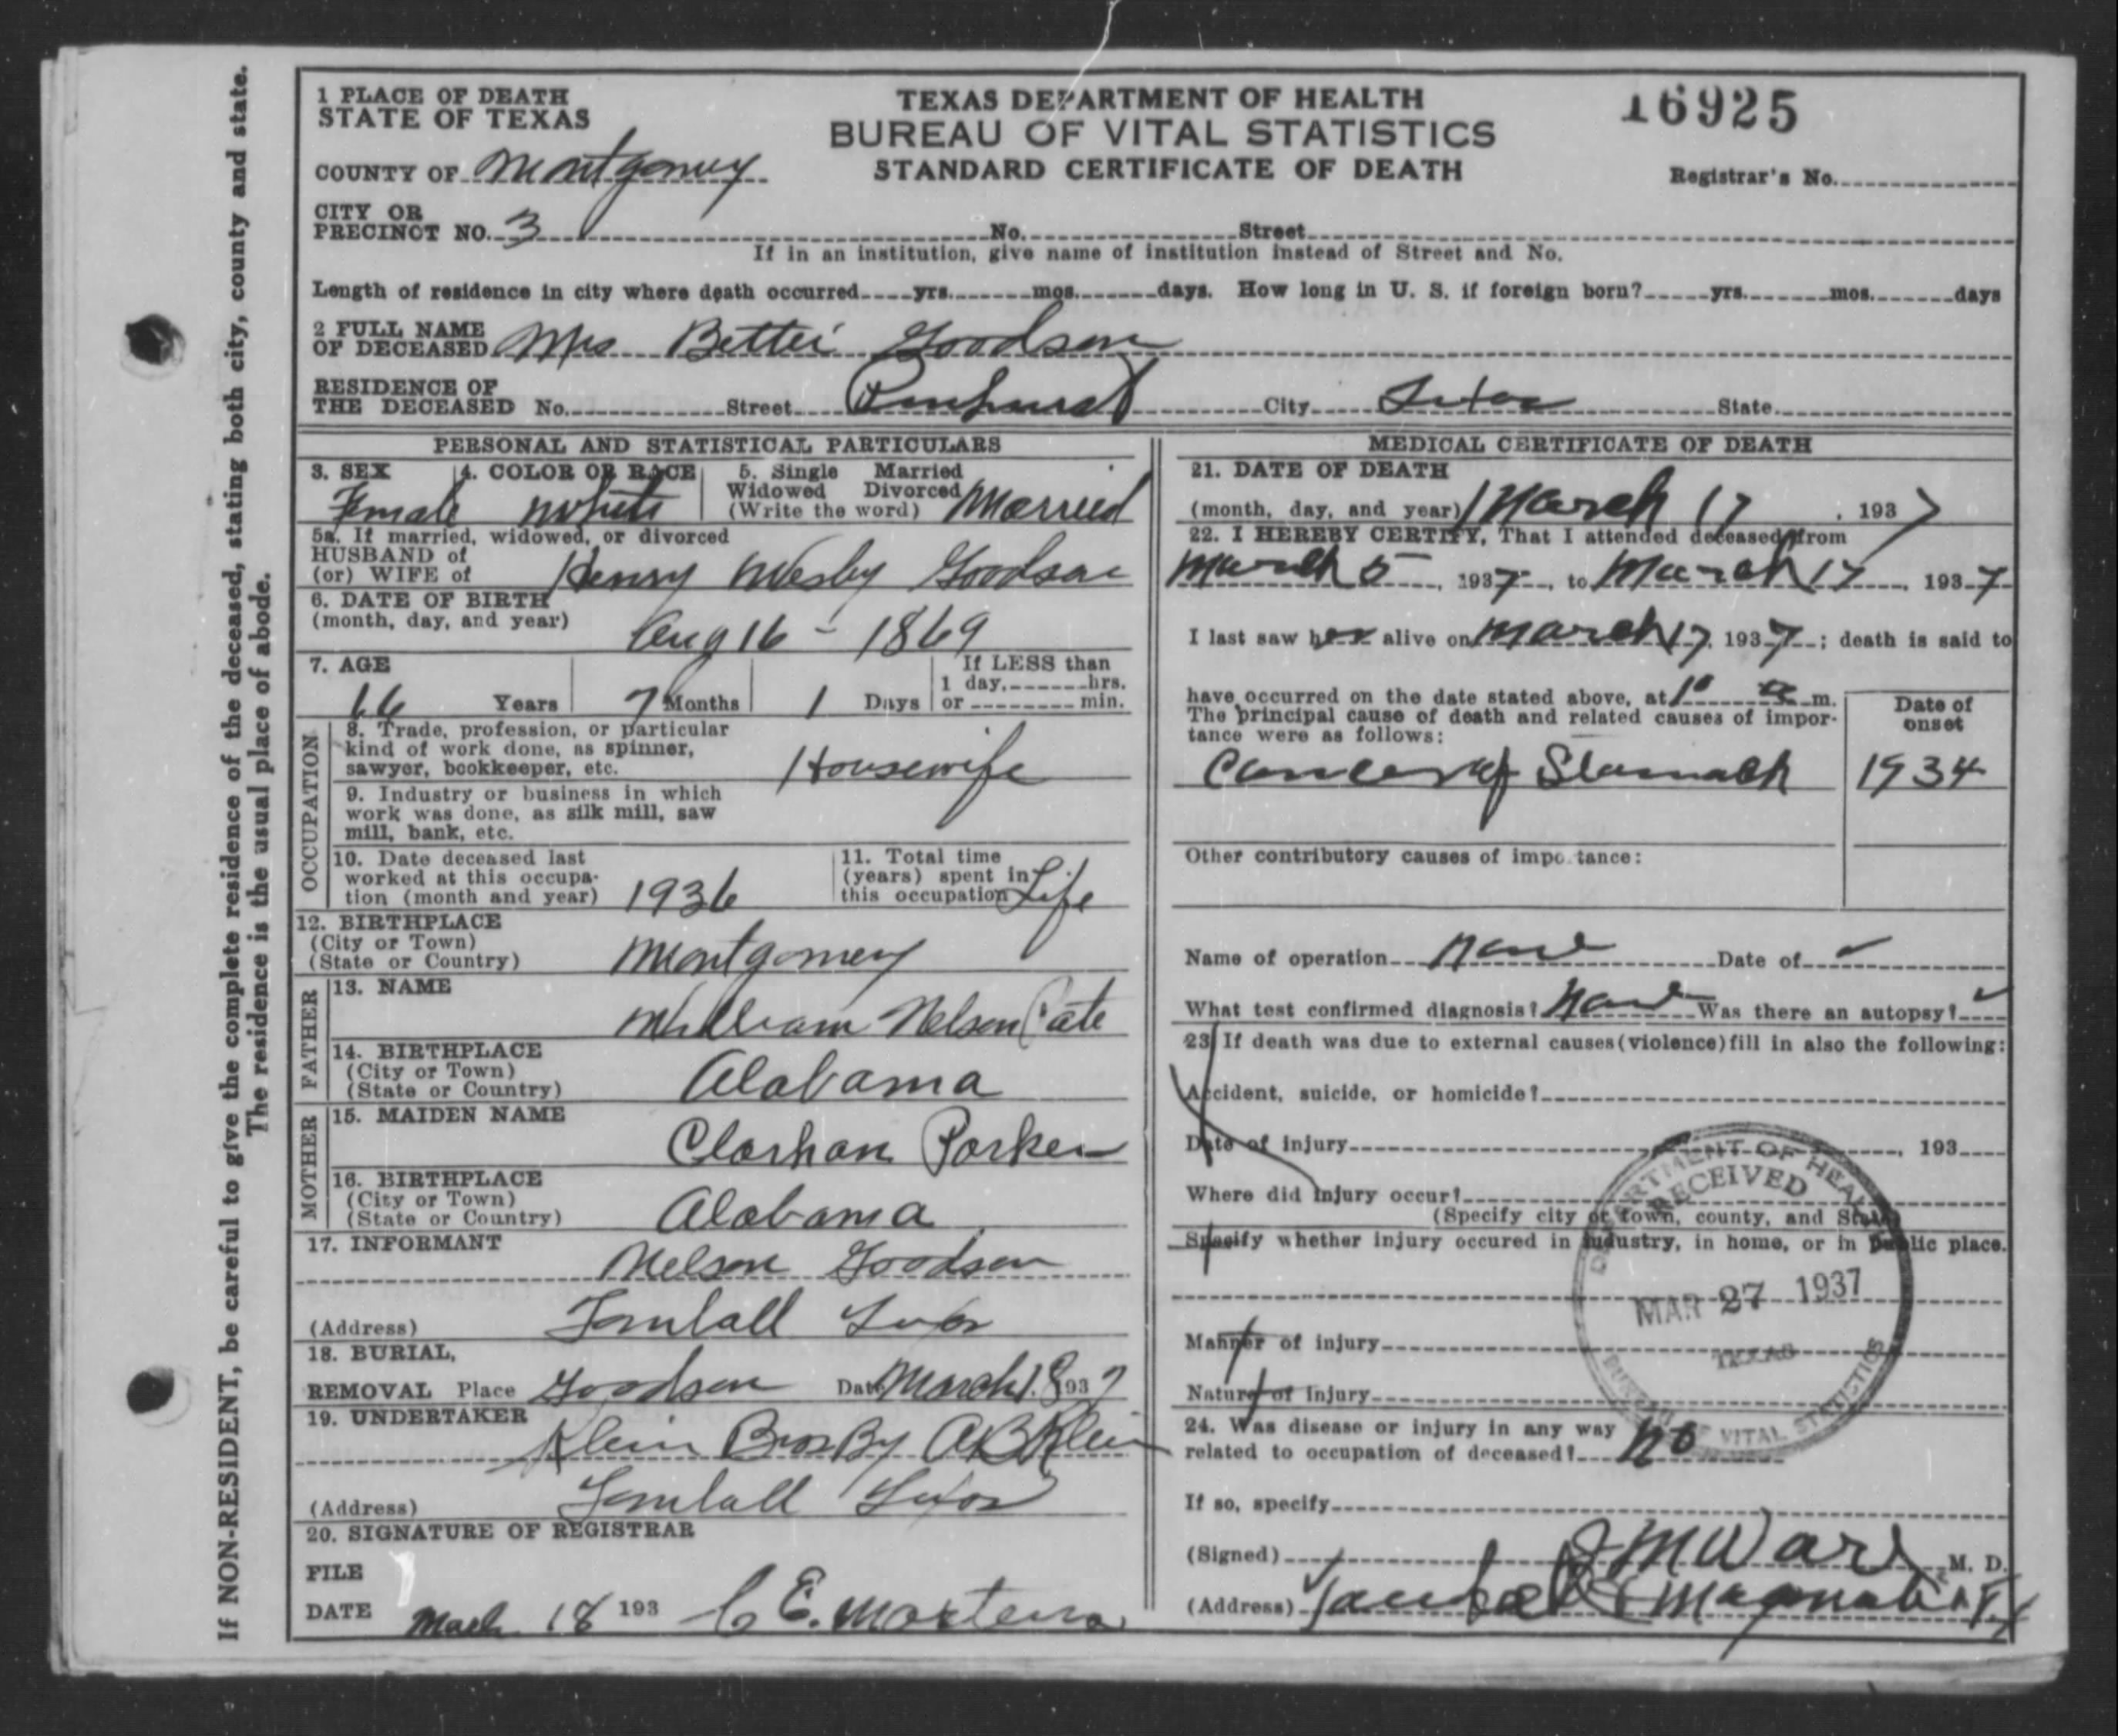 If NON-RESIDENT, be careful to give the complete residence of the deceased, stating both city, county and state.
The residence is the usual place of abode.
1 PLACE OF DEATH
STATE OF TEXAS
TEXAS DEPARTMENT OF HEALTH
BUREAU OF VITAL STATISTICS
STANDARD CERTIFICATE OF DEATH
16925
Registrar's No.
COUNTY OF Montgomery
CITY OR
PRECINCT NO. 3 No. Street
If in an institution, give name of institution instead of Street and No.
Length of residence in city where death occurred yrs. mos. days. How long in U. S. if foreign born? yrs. mos. days
2 FULL NAME
OF DECEASED Mrs Bettie Goodson
RESIDENCE OF
THE DECEASED No. Street Pinehurst City Texas State.
PERSONAL AND STATISTICAL PARTICULARS
3. SEX Female
4. COLOR OR RACE white
5. Single Married
Widowed Divorced
(Write the word) Married
5a. If married, widowed, or divorced
HUSBAND of
(or) WIFE of Henry Wesley Goodson
6. DATE OF BIRTH
(month, day, and year) Aug 16 - 1869
7. AGE
66 Years 7 Months 1 Days
If LESS than
1 day, hrs.
or min.
OCCUPATION
8. Trade, profession, or particular
kind of work done, as spinner,
sawyer, bookkeeper, etc. Housewife
9. Industry or business in which
work was done, as silk mill, saw
mill, bank, etc.
10. Date deceased last
worked at this occupa-
tion (month and year) 1936
11. Total time
(years) spent in
this occupation Life
12. BIRTHPLACE
(City or Town)
(State or Country) Montgomery
FATHER
13. NAME
William Nelson Cate
14. BIRTHPLACE
(City or Town)
(State or Country) Alabama
MOTHER
15. MAIDEN NAME
Parker
16. BIRTHPLACE
(City or Town)
(State or Country) Alabama
17. INFORMANT
Nelson Goodson
(Address) Tomball Texas
18. BURIAL,
REMOVAL Place Goodson Date March 18 1937
19. UNDERTAKER
Klein Bros By AB Klein
(Address) Tomball Texas
20. SIGNATURE OF REGISTRAR
FILE
DATE Mach 18 193 C E. Martens
MEDICAL CERTIFICATE OF DEATH
21. DATE OF DEATH
(month, day, and year) March 17, 1937
22. I HEREBY CERTIFY, That I attended deceased from
March 5, 1937, to March 17, 1937
I last saw her alive on March 17, 1937; death is said to
have occurred on the date stated above, at a m.
The principal cause of death and related causes of impor-
tance were as follows:
Date of
onset
Cancer of Stomach 1934
Other contributory causes of importance:
Name of operation None Date of
What test confirmed diagnosis? None Was there an autopsy?
23. If death was due to external causes (violence) fill in also the following:
Accident, suicide, or homicide?
Date of injury , 193
Where did injury occur?
(Specify city or town, county, and State)
Specify whether injury occured in industry, in home, or in public place.
Manner of injury
Nature of injury
24. Was disease or injury in any way
related to occupation of deceased? No
If so, specify
(Signed) J M Ware M. D.
(Address) Magnolia Tex
DEPARTMENT OF HEALTH
RECEIVED
MAR 27 1937
TEXAS
BUREAU OF VITAL STATISTICS